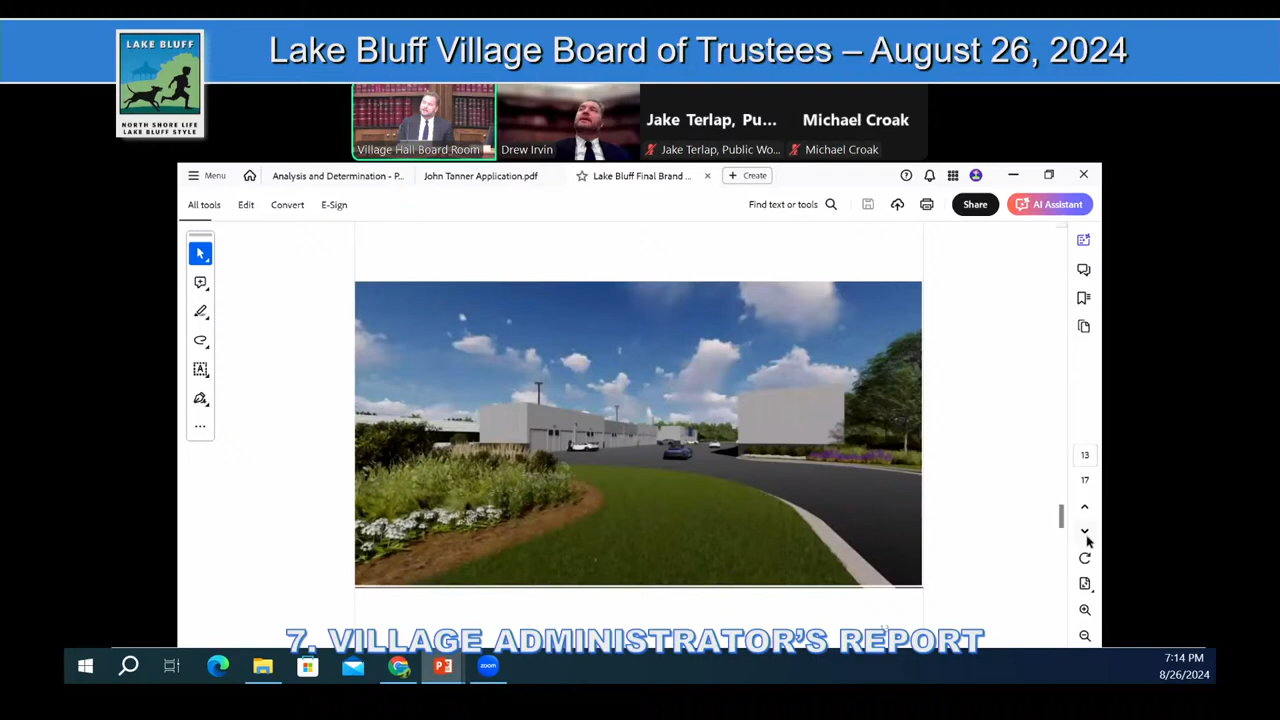 LAKE BLUFF
NORTH SHORE LIFE
LAKE BLUFF STYLE
Lake Bluff Village Board of Trustees – August 26, 2024
Village Hall Board Room
Drew Irvin
Jake Terlap, Pu...
Jake Terlap, Public Wo...
Michael Croak
Michael Croak
Menu
Analysis and Determination - P...
John Tanner Application.pdf
Lake Bluff Final Brand ...
Create
All tools
Edit
Convert
E-Sign
Find text or tools
Share
AI Assistant
13
17
13
7. VILLAGE ADMINISTRATOR'S REPORT
zoom
7:14 PM
8/26/2024